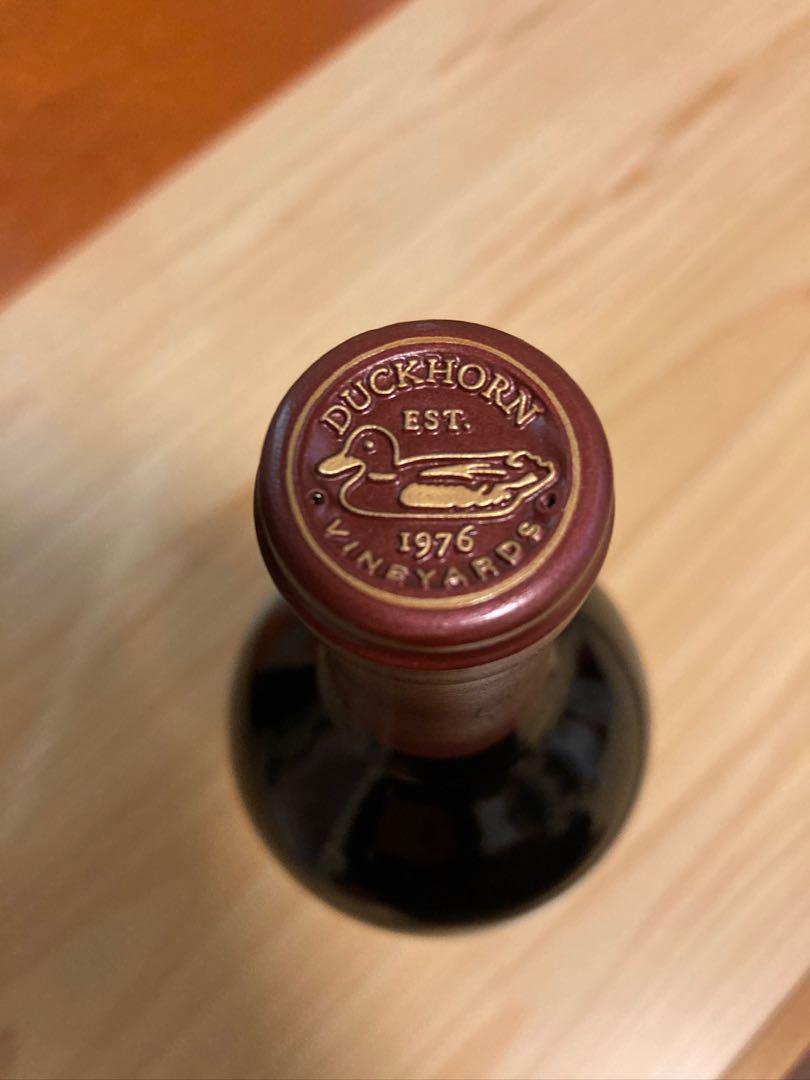 DUCKHORN
EST.
1976
VINEYARDS